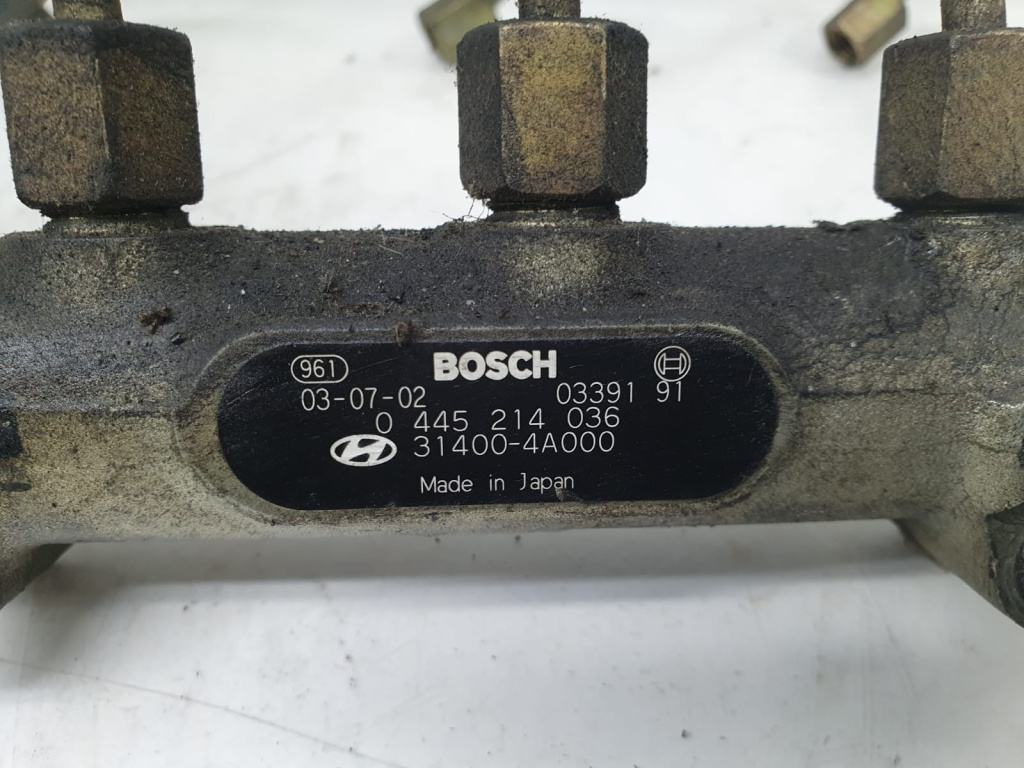 961 BOSCH
03-07-02 03391 91
0 445 214 036
31400-4A000
Made in Japan